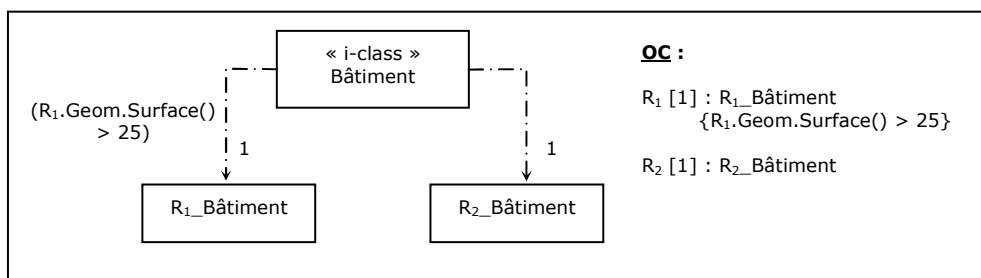 « i-class »
Bâtiment
(R₁.Geom.Surface()
> 25)
1
1
R₁_Bâtiment
R₂_Bâtiment
OC :
R₁ [1] : R₁_Bâtiment
{R₁.Geom.Surface() > 25}
R₂ [1] : R₂_Bâtiment